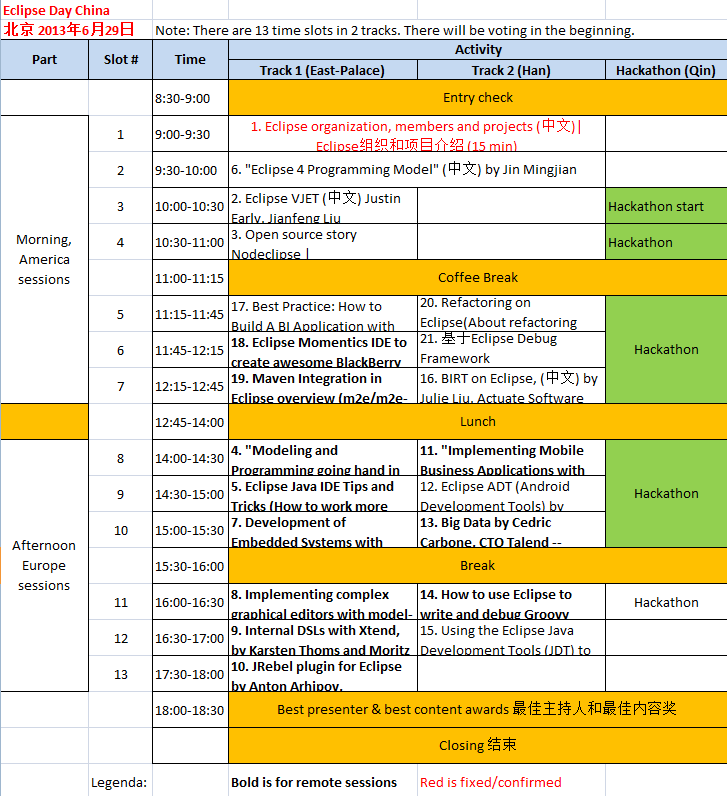 Eclipse Day China
北京 2013年6月29日 Note: There are 13 time slots in 2 tracks. There will be voting in the beginning.
Part Slot # Time Activity
Track 1 (East-Palace) Track 2 (Han) Hackathon (Qin)
8:30-9:00 Entry check
Morning,
America
sessions
1 9:00-9:30 1. Eclipse organization, members and projects (中文)|
Eclipse组织和项目介绍 (15 min)
2 9:30-10:00 6. "Eclipse 4 Programming Model" (中文) by Jin Mingjian
3 10:00-10:30 2. Eclipse VJET (中文) Justin
Early, Jianfeng Liu
Hackathon start
4 10:30-11:00 3. Open source story
Nodeclipse |
Hackathon
11:00-11:15 Coffee Break
5 11:15-11:45 17. Best Practice: How to
Build A BI Application with
20. Refactoring on
Eclipse(About refactoring
Hackathon
6 11:45-12:15 18. Eclipse Momentics IDE to
create awesome BlackBerry
21. 基于Eclipse Debug
Framework
7 12:15-12:45 19. Maven Integration in
Eclipse overview (m2e/m2e-
16. BIRT on Eclipse, (中文) by
Julie Liu, Actuate Software
12:45-14:00 Lunch
Afternoon
Europe
sessions
8 14:00-14:30 4. "Modeling and
Programming going hand in
11. "Implementing Mobile
Business Applications with
Hackathon
9 14:30-15:00 5. Eclipse Java IDE Tips and
Tricks (How to work more
12. Eclipse ADT (Android
Development Tools) by
10 15:00-15:30 7. Development of
Embedded Systems with
13. Big Data by Cedric
Carbone, CTO Talend --
15:30-16:00 Break
11 16:00-16:30 8. Implementing complex
graphical editors with model-
14. How to use Eclipse to
write and debug Groovy
Hackathon
12 16:30-17:00 9. Internal DSLs with Xtend,
by Karsten Thoms and Moritz
15. Using the Eclipse Java
Development Tools (JDT) to
13 17:30-18:00 10. JRebel plugin for Eclipse
by Anton Arhipov,
18:00-18:30 Best presenter & best content awards 最佳主持人和最佳内容奖
Closing 结束
Legenda: Bold is for remote sessions Red is fixed/confirmed